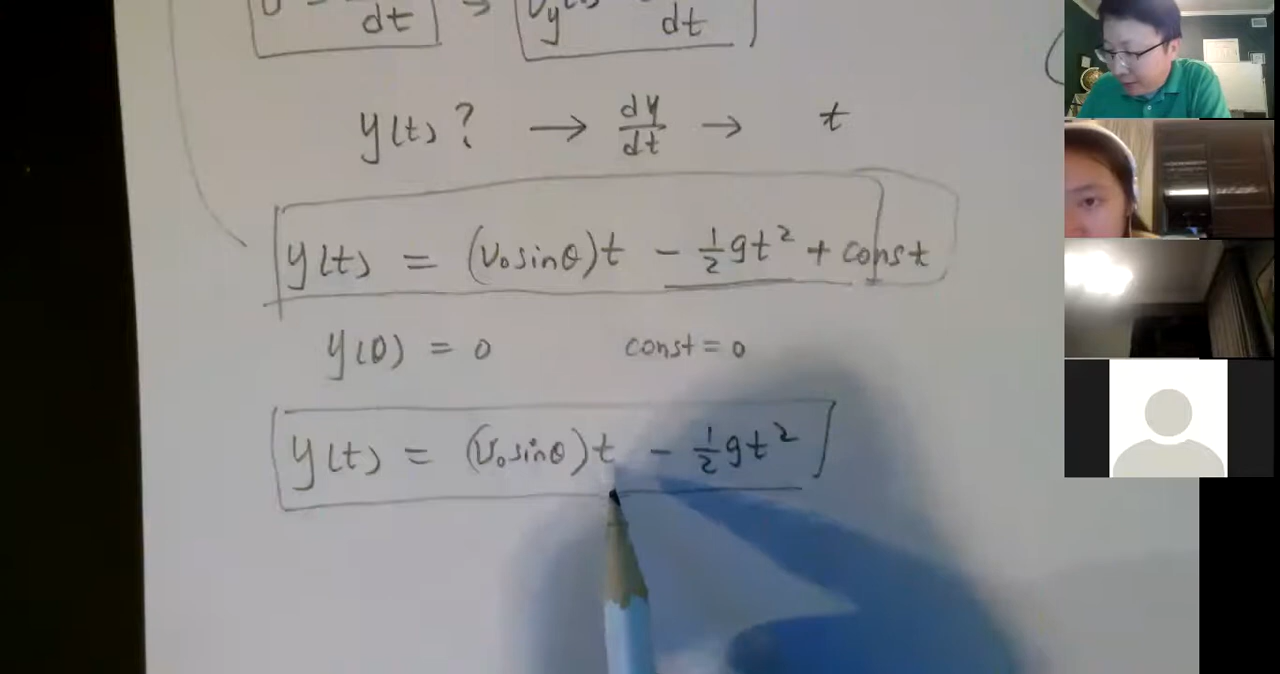 dt ⇒ dt
y(t) ? → dy/dt → t
y(t) = (v₀sinθ)t - ½gt² + const
y(0) = 0 const = 0
y(t) = (v₀sinθ)t - ½gt²